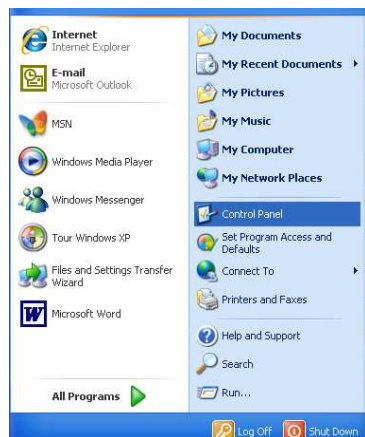 Internet
Internet Explorer
E-mail
Microsoft Outlook
MSN
Windows Media Player
Windows Messenger
Tour Windows XP
Files and Settings Transfer
Wizard
Microsoft Word
All Programs
My Documents
My Recent Documents
My Pictures
My Music
My Computer
My Network Places
Control Panel
Set Program Access and
Defaults
Connect To
Printers and Faxes
Help and Support
Search
Run...
Log Off
Shut Down